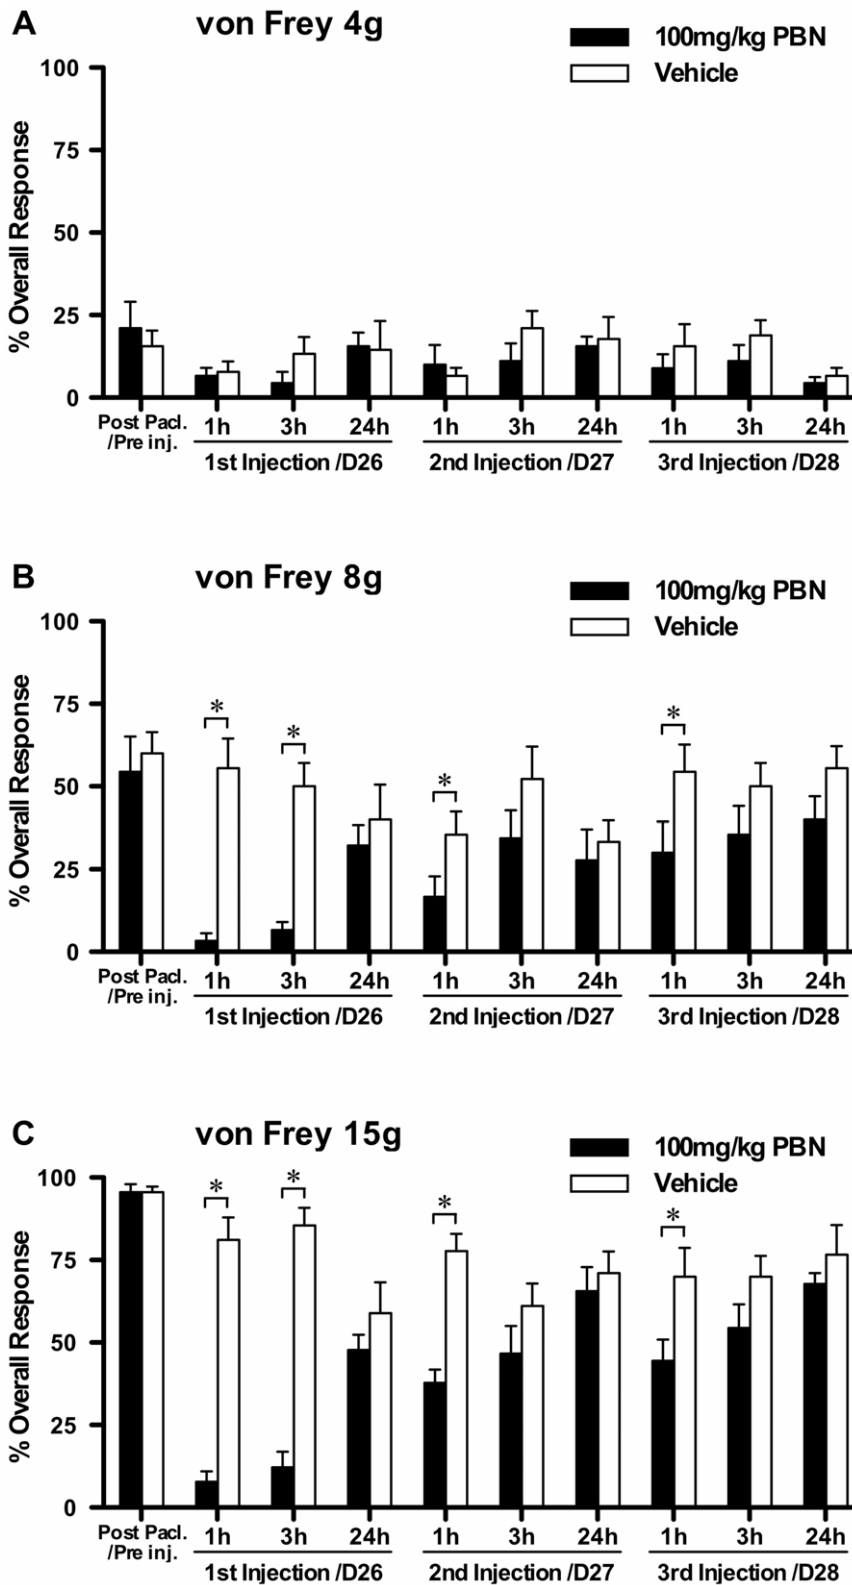 A
von Frey 4g
100mg/kg PBN
Vehicle
% Overall Response
100
75
50
25
0
Post Pacl.
/Pre inj.
1h 3h 24h 1h 3h 24h 1h 3h 24h
1st Injection /D26 2nd Injection /D27 3rd Injection /D28
B
von Frey 8g
100mg/kg PBN
Vehicle
% Overall Response
100
75
50
25
0
* * * *
Post Pacl.
/Pre inj.
1h 3h 24h 1h 3h 24h 1h 3h 24h
1st Injection /D26 2nd Injection /D27 3rd Injection /D28
C
von Frey 15g
100mg/kg PBN
Vehicle
% Overall Response
100
75
50
25
0
* * * *
Post Pacl.
/Pre inj.
1h 3h 24h 1h 3h 24h 1h 3h 24h
1st Injection /D26 2nd Injection /D27 3rd Injection /D28